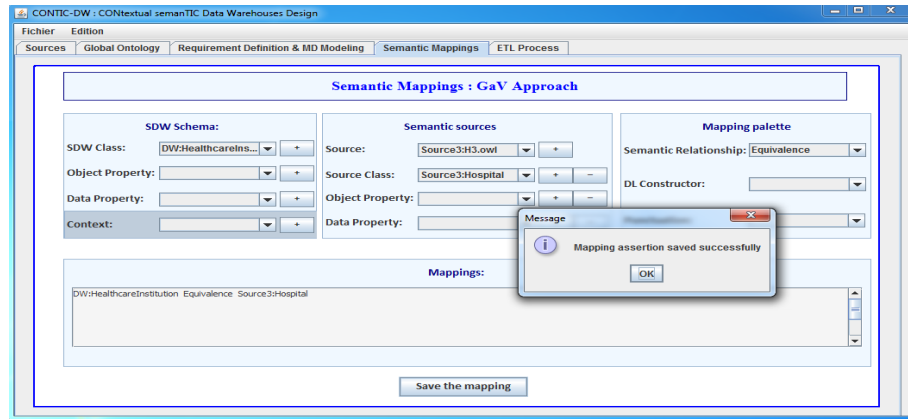 CONTIC-DW : CONtextual semanTIC Data Warehouses Design
Fichier Edition
Sources Global Ontology Requirement Definition & MD Modeling Semantic Mappings ETL Process
Semantic Mappings : GaV Approach
SDW Schema:
SDW Class: DW:HealthcareIns... +
Object Property: +
Data Property: +
Context: +
Semantic sources
Source: Source3:H3.owl +
Source Class: Source3:Hospital + -
Object Property: + -
Data Property:
Mapping palette
Semantic Relationship: Equivalence
DL Constructor:
Message
Mapping assertion saved successfully
OK
Mappings:
DW:HealthcareInstitution Equivalence Source3:Hospital
Save the mapping